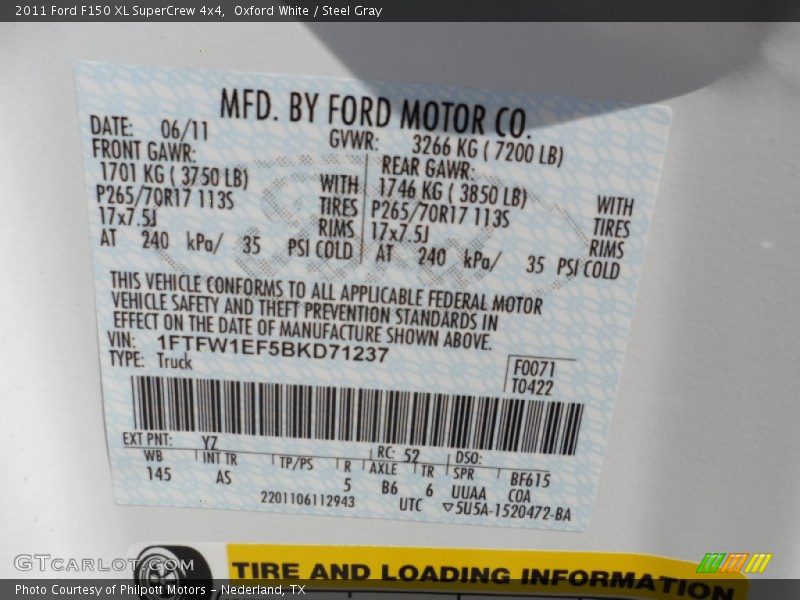 2011 Ford F150 XL SuperCrew 4x4, Oxford White / Steel Gray
MFD. BY FORD MOTOR CO.
DATE: 06/11 GVWR: 3266 KG ( 7200 LB)
FRONT GAWR: REAR GAWR:
1701 KG ( 3750 LB) WITH 1746 KG ( 3850 LB) WITH
P265/70R17 113S TIRES P265/70R17 113S TIRES
17x7.5J RIMS 17x7.5J RIMS
AT 240 kPa/ 35 PSI COLD AT 240 kPa/ 35 PSI COLD
THIS VEHICLE CONFORMS TO ALL APPLICABLE FEDERAL MOTOR
VEHICLE SAFETY AND THEFT PREVENTION STANDARDS IN
EFFECT ON THE DATE OF MANUFACTURE SHOWN ABOVE.
VIN: 1FTFW1EF5BKD71237
TYPE: Truck
F0071
T0422
EXT PNT: YZ RC: 52 DSO:
WB INT TR TP/PS R AXLE TR SPR BF615
145 AS 5 B6 6 UUAA COA
2201106112943 UTC ▽5U5A-1520472-BA
GTCarLot.com
TIRE AND LOADING INFORMATION
Photo Courtesy of Philpott Motors – Nederland, TX